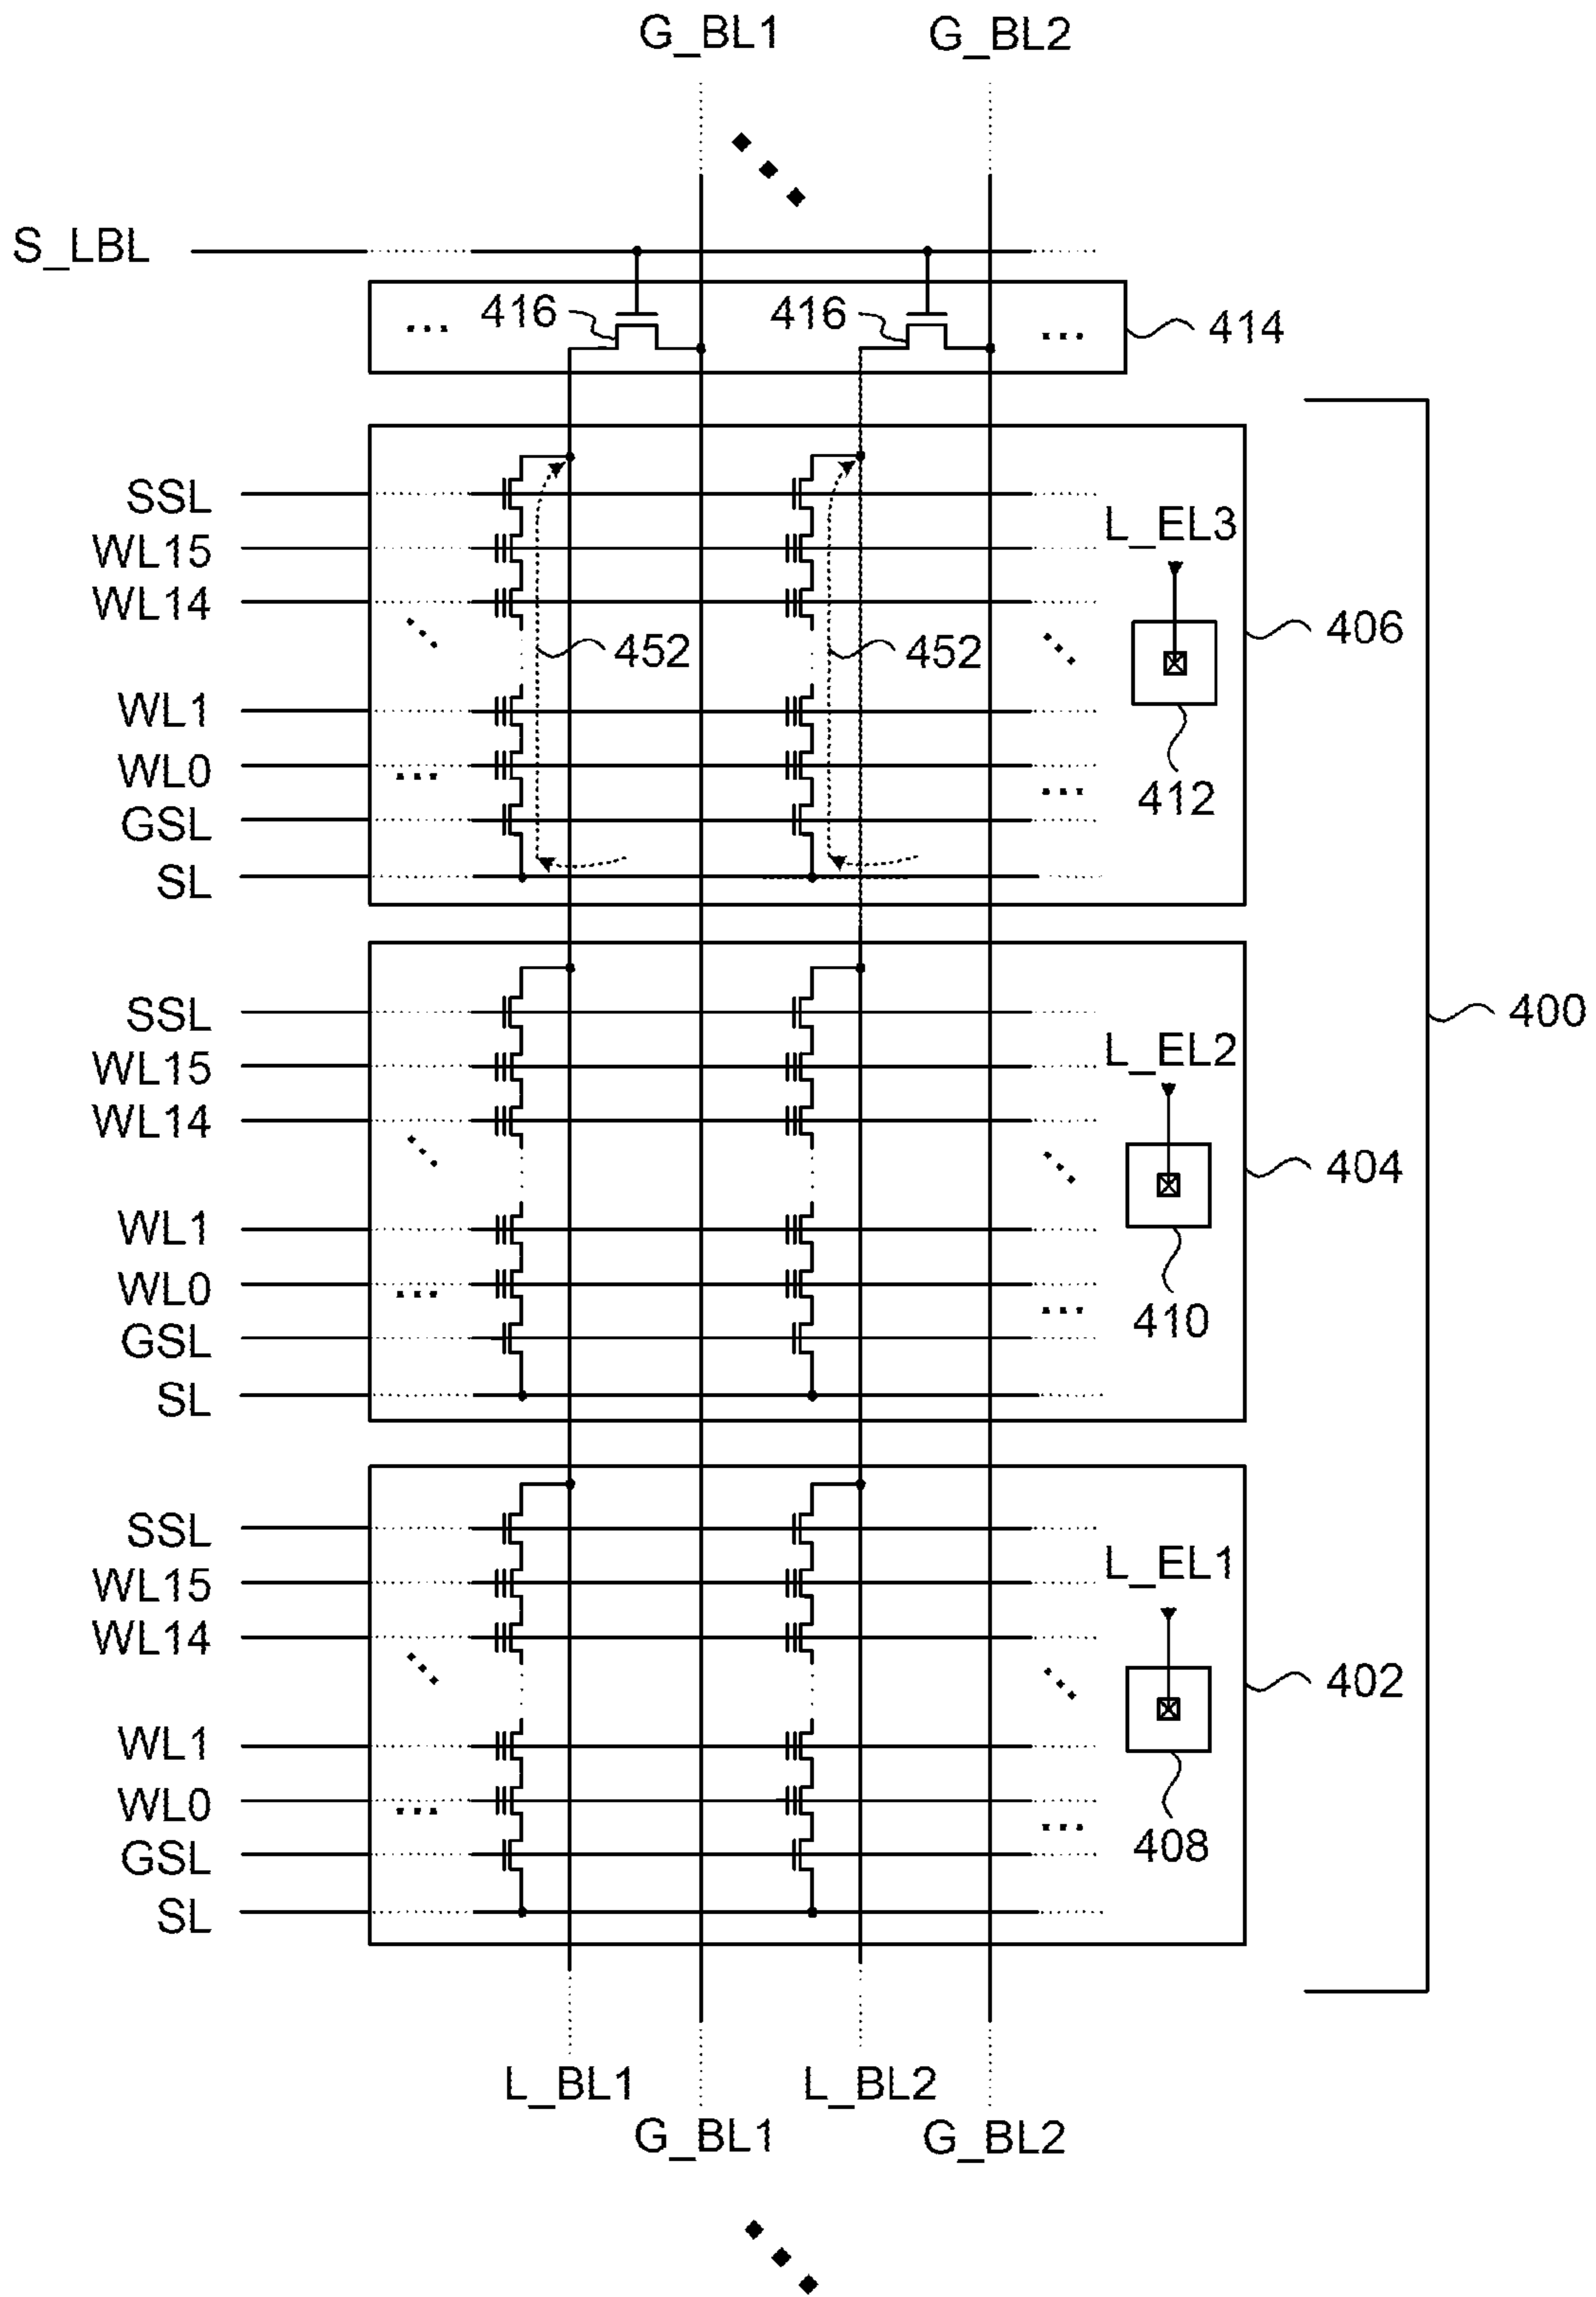 G_BL1 G_BL2
S_LBL
416 416 414
SSL
L_EL3
WL15
WL14
406
452 452
WL1
WL0
412
GSL
SL
SSL
400
L_EL2
WL15
WL14
404
WL1
WL0
410
GSL
SL
SSL
L_EL1
WL15
WL14
402
WL1
WL0
408
GSL
SL
L_BL1 L_BL2
G_BL1 G_BL2